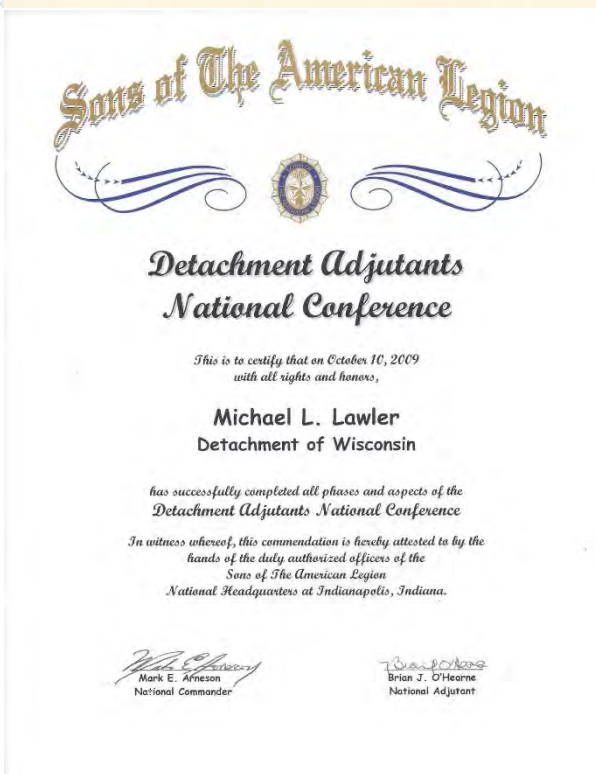 Sons of The American Legion
Detachment Adjutants
National Conference
This is to certify that on October 10, 2009
with all rights and honors,
Michael L. Lawler
Detachment of Wisconsin
has successfully completed all phases and aspects of the
Detachment Adjutants National Conference
In witness whereof, this commendation is hereby attested to by the
hands of the duly authorized officers of the
Sons of The American Legion
National Headquarters at Indianapolis, Indiana.
Mark E. Arneson
National Commander
Brian J. O'Hearne
National Adjutant